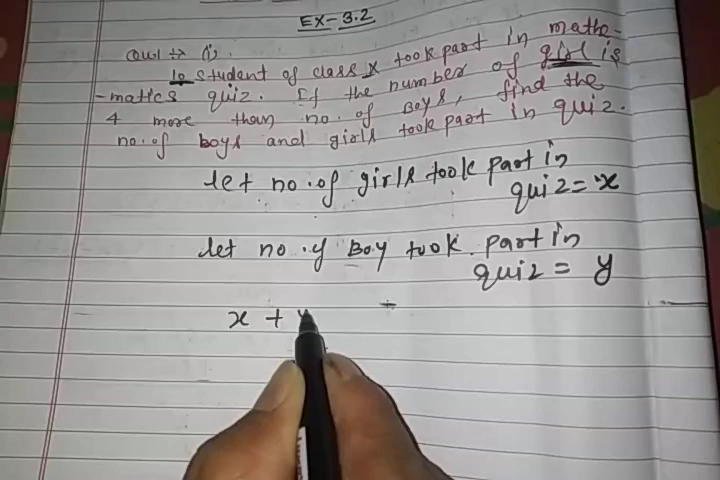 EX-3.2
Qus1 → (i).
10 student of class X took part in mathe-
-matics quiz. If the number of girl is
4 more than no. of Boys, find the
no. of boys and girls took part in quiz.
let no. of girls took part in
quiz = x
let no. of Boy took part in
quiz = y
x +